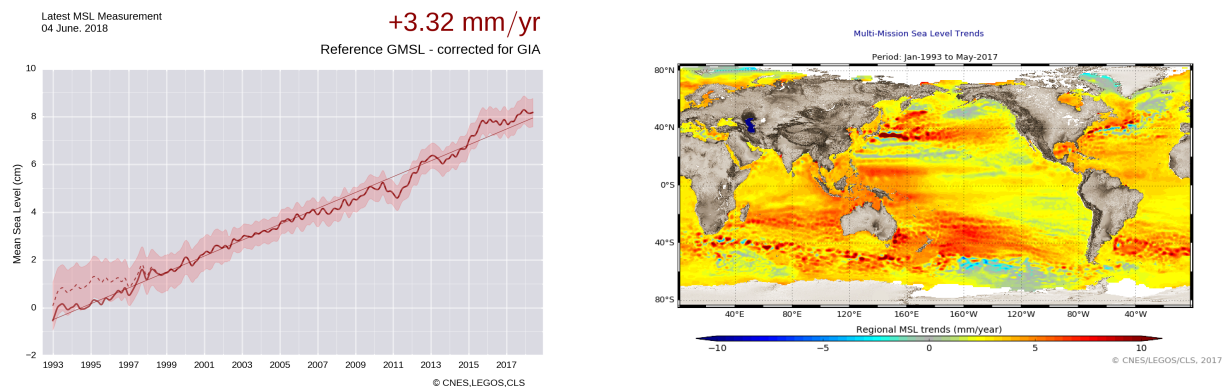 Latest MSL Measurement
04 June. 2018
+3.32 mm/yr
Reference GMSL - corrected for GIA
Mean Sea Level (cm)
10
8
6
4
2
0
−2
1993 1995 1997 1999 2001 2003 2005 2007 2009 2011 2013 2015 2017
© CNES,LEGOS,CLS
Multi-Mission Sea Level Trends
Period: Jan-1993 to May-2017
80°N
40°N
0°S
40°S
80°S
40°E 80°E 120°E 160°E 160°W 120°W 80°W 40°W
Regional MSL trends (mm/year)
−10 −5 0 5 10
© CNES/LEGOS/CLS, 2017